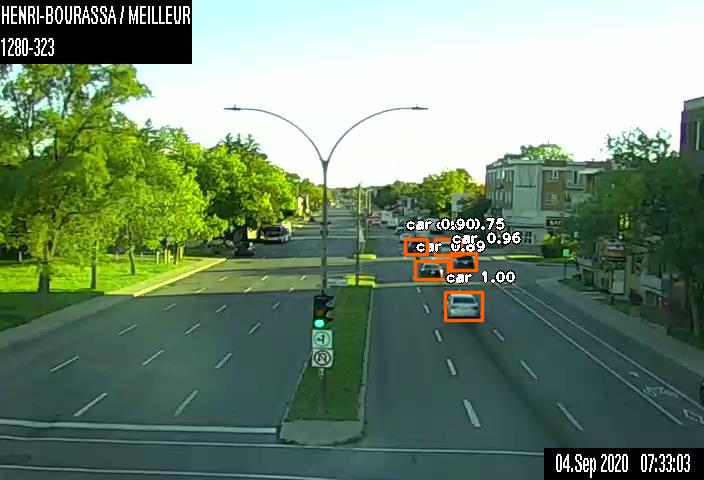 HENRI-BOURASSA / MEILLEUR
1280-323
car 0.96
car 1.00
04.Sep 2020 07:33:03